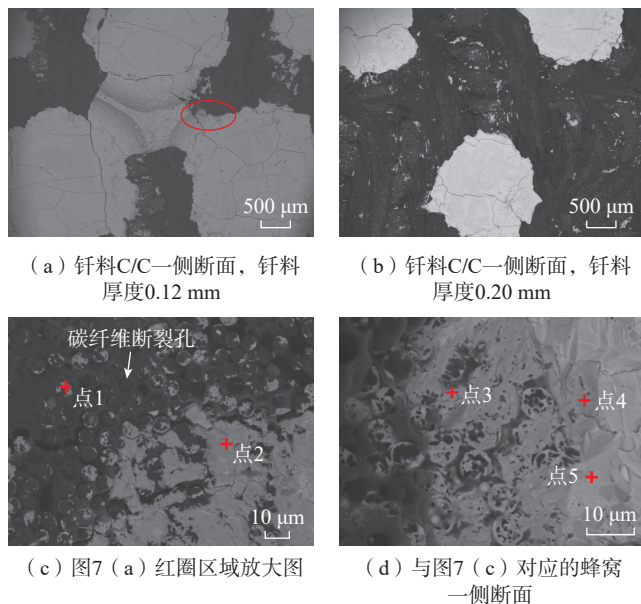 500 μm
500 μm
（a）钎料C/C一侧断面，钎料
厚度0.12 mm
（b）钎料C/C一侧断面，钎料
厚度0.20 mm
碳纤维断裂孔
点1
点2
10 μm
点3
点4
点5
10 μm
（c）图7（a）红圈区域放大图
（d）与图7（c）对应的蜂窝
一侧断面